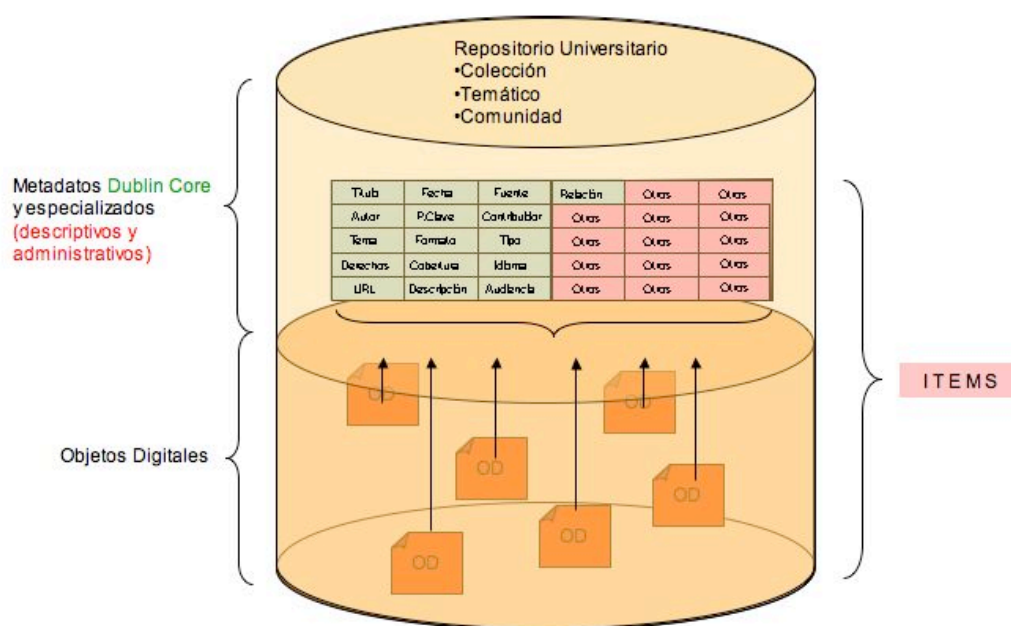 Repositorio Universitario
•Colección
•Temático
•Comunidad
Metadatos Dublin Core
y especializados
(descriptivos y
administrativos)
Título Fecha Fuente Relación Otros Otros
Autor P.Clave Contribuidor Otros Otros Otros
Tema Formato Tipo Otros Otros Otros
Derechos Cobertura Idioma Otros Otros Otros
URL Descripción Audiencia Otros Otros Otros
ITEMS
Objetos Digitales
OD
OD
OD
OD
OD
OD